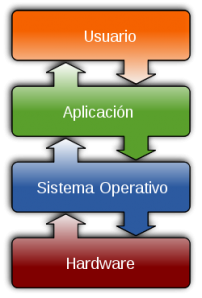 Usuario
Aplicación
Sistema Operativo
Hardware